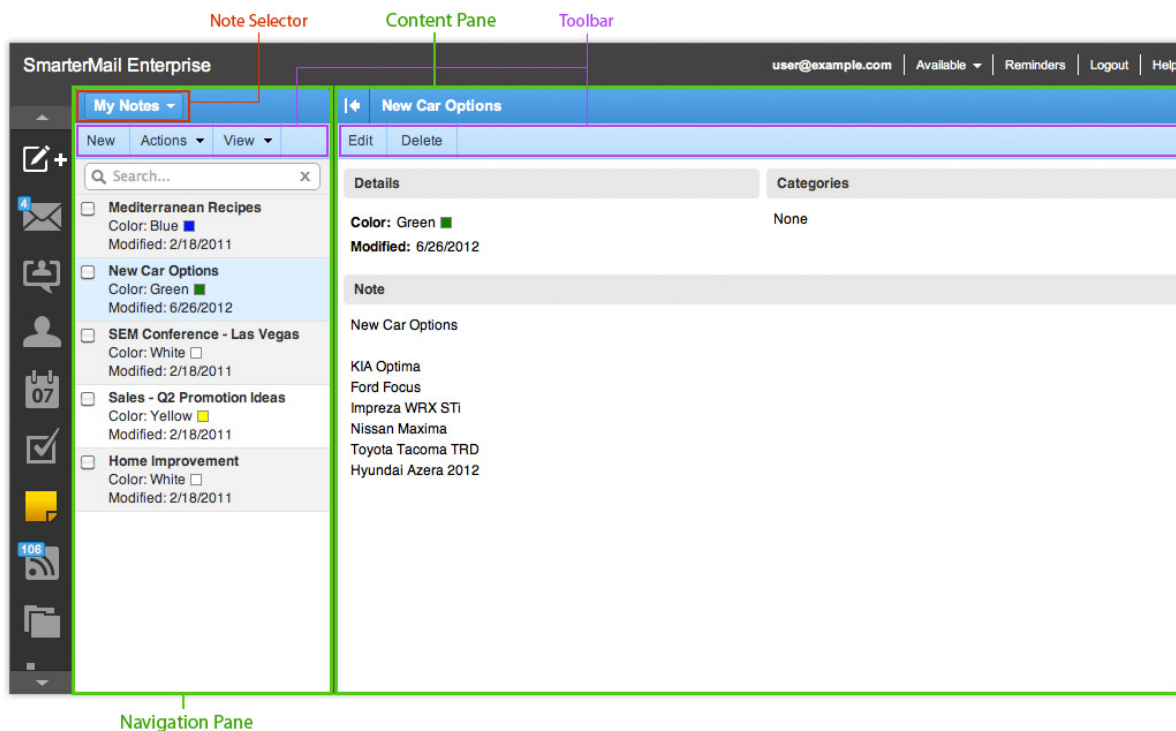 Note Selector
Content Pane
Toolbar
SmarterMail Enterprise
user@example.com
Available
Reminders
Logout
Help
My Notes
New Car Options
New
Actions
View
Edit
Delete
Search...
X
Mediterranean Recipes
Color: Blue
Modified: 2/18/2011
New Car Options
Color: Green
Modified: 6/26/2012
SEM Conference - Las Vegas
Color: White
Modified: 2/18/2011
Sales - Q2 Promotion Ideas
Color: Yellow
Modified: 2/18/2011
Home Improvement
Color: White
Modified: 2/18/2011
Details
Color: Green
Modified: 6/26/2012
Categories
None
Note
New Car Options
KIA Optima
Ford Focus
Impreza WRX STi
Nissan Maxima
Toyota Tacoma TRD
Hyundai Azera 2012
4
07
106
Navigation Pane